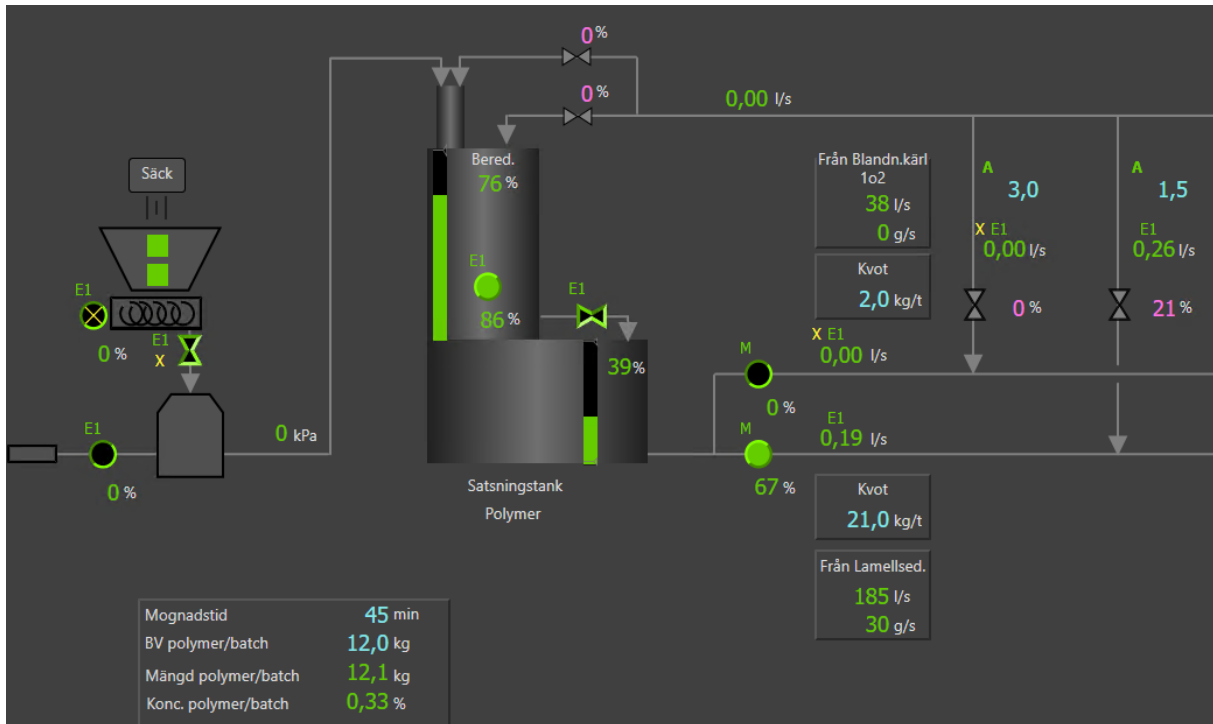 0%
0%
0,00 l/s
Säck
Bered.
76 %
Från Blandn.kärl
1o2
38 l/s
0 g/s
A
3,0
A
1,5
X E1
0,00 l/s
E1
0,26 l/s
E1
86 %
E1
Kvot
2,0 kg/t
E1
0 %
E1
X
0 %
21 %
39%
M
X E1
0,00 l/s
0 %
E1
0 %
0 kPa
M
E1
0,19 l/s
67 %
Satsningstank
Polymer
Kvot
21,0 kg/t
Från Lamellsed.
185 l/s
30 g/s
Mognadstid 45 min
BV polymer/batch 12,0 kg
Mängd polymer/batch 12,1 kg
Konc. polymer/batch 0,33 %